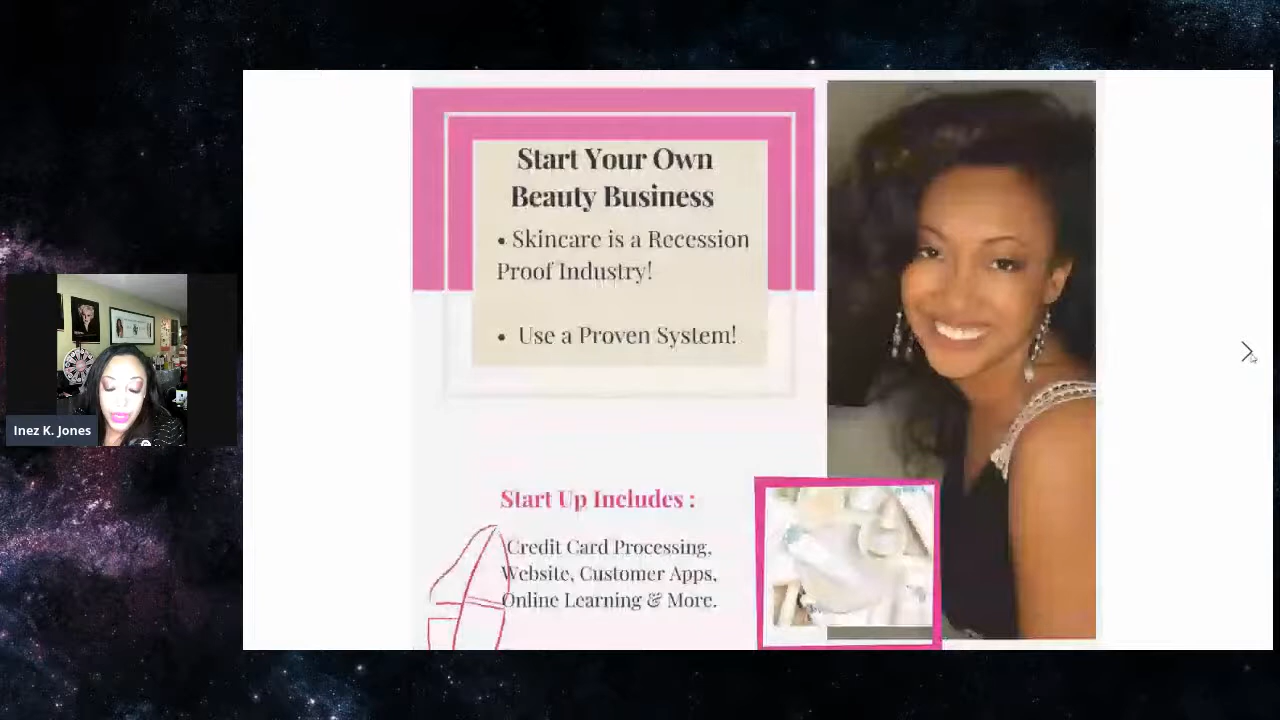 Start Your Own
Beauty Business
• Skincare is a Recession
Proof Industry!
• Use a Proven System!
Start Up Includes :
Credit Card Processing,
Website, Customer Apps,
Online Learning & More.
Inez K. Jones